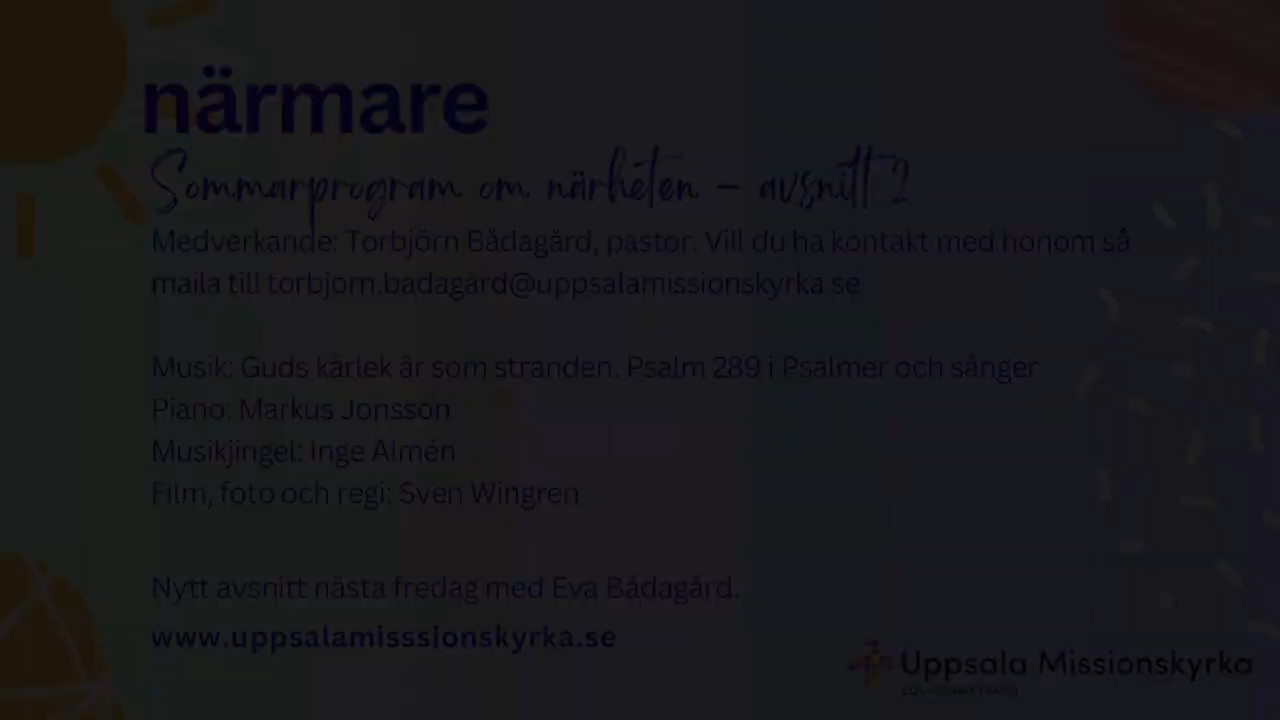 närmare
Sommarprogram om närheten – avsnitt 2
Medverkande: Torbjörn Bådagård, pastor. Vill du ha kontakt med honom så
maila till torbjorn.badagard@uppsalamissionskyrka.se
Musik: Guds kärlek är som stranden. Psalm 289 i Psalmer och sånger
Piano: Markus Jonsson
Musikjingel: Inge Almén
Film, foto och regi: Sven Wingren
Nytt avsnitt nästa fredag med Eva Bådagård.
www.uppsalamisssionskyrka.se
Uppsala Missionskyrka